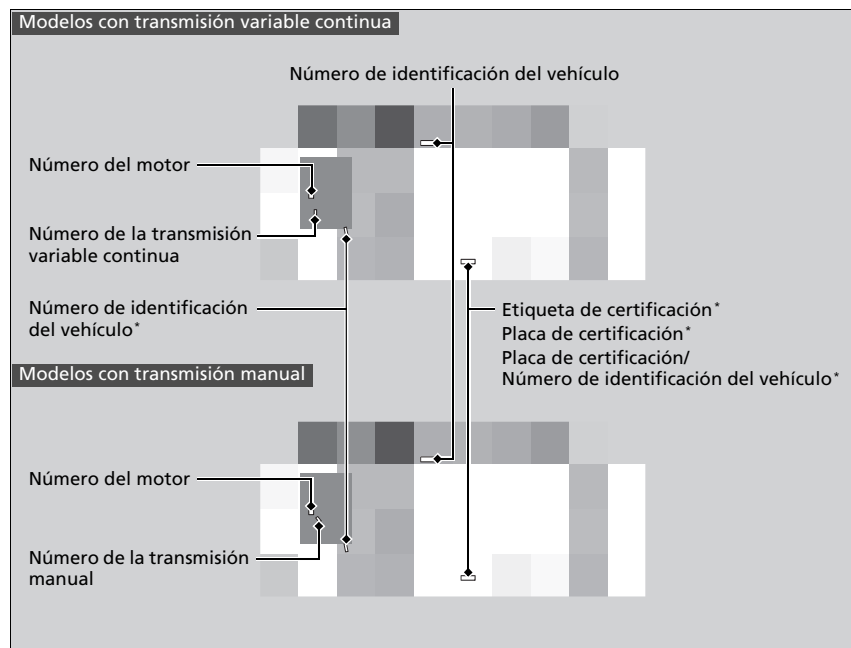 Modelos con transmisión variable continua
Número de identificación del vehículo
Número del motor
Número de la transmisión
variable continua
Número de identificación
del vehículo*
Etiqueta de certificación*
Placa de certificación*
Placa de certificación/
Número de identificación del vehículo*
Modelos con transmisión manual
Número del motor
Número de la transmisión
manual